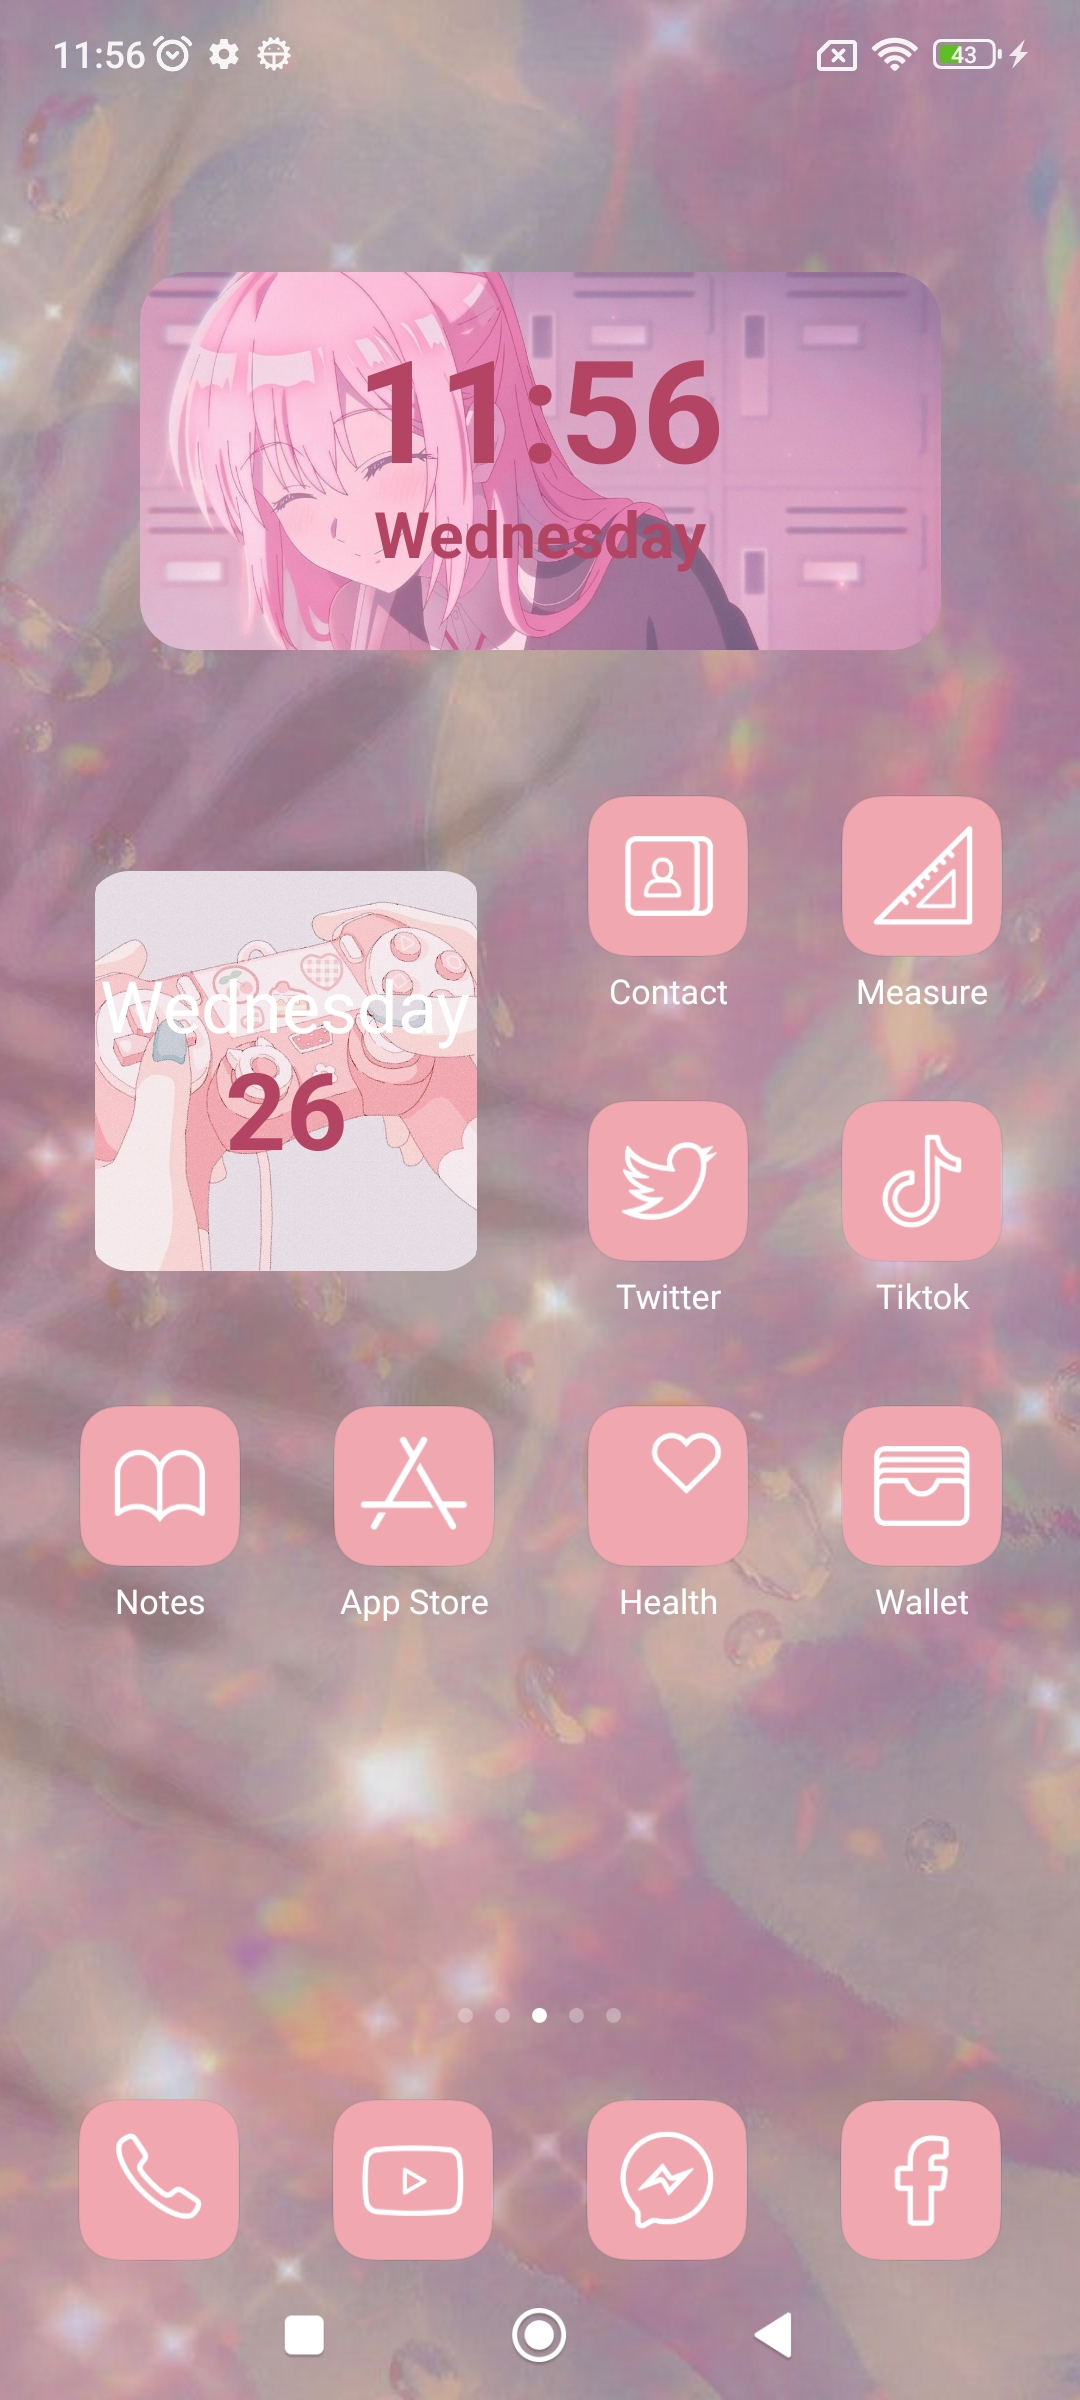 11:56
43
11:56
Wednesday
Contact
Measure
Wednesday
26
Twitter
Tiktok
Notes
App Store
Health
Wallet